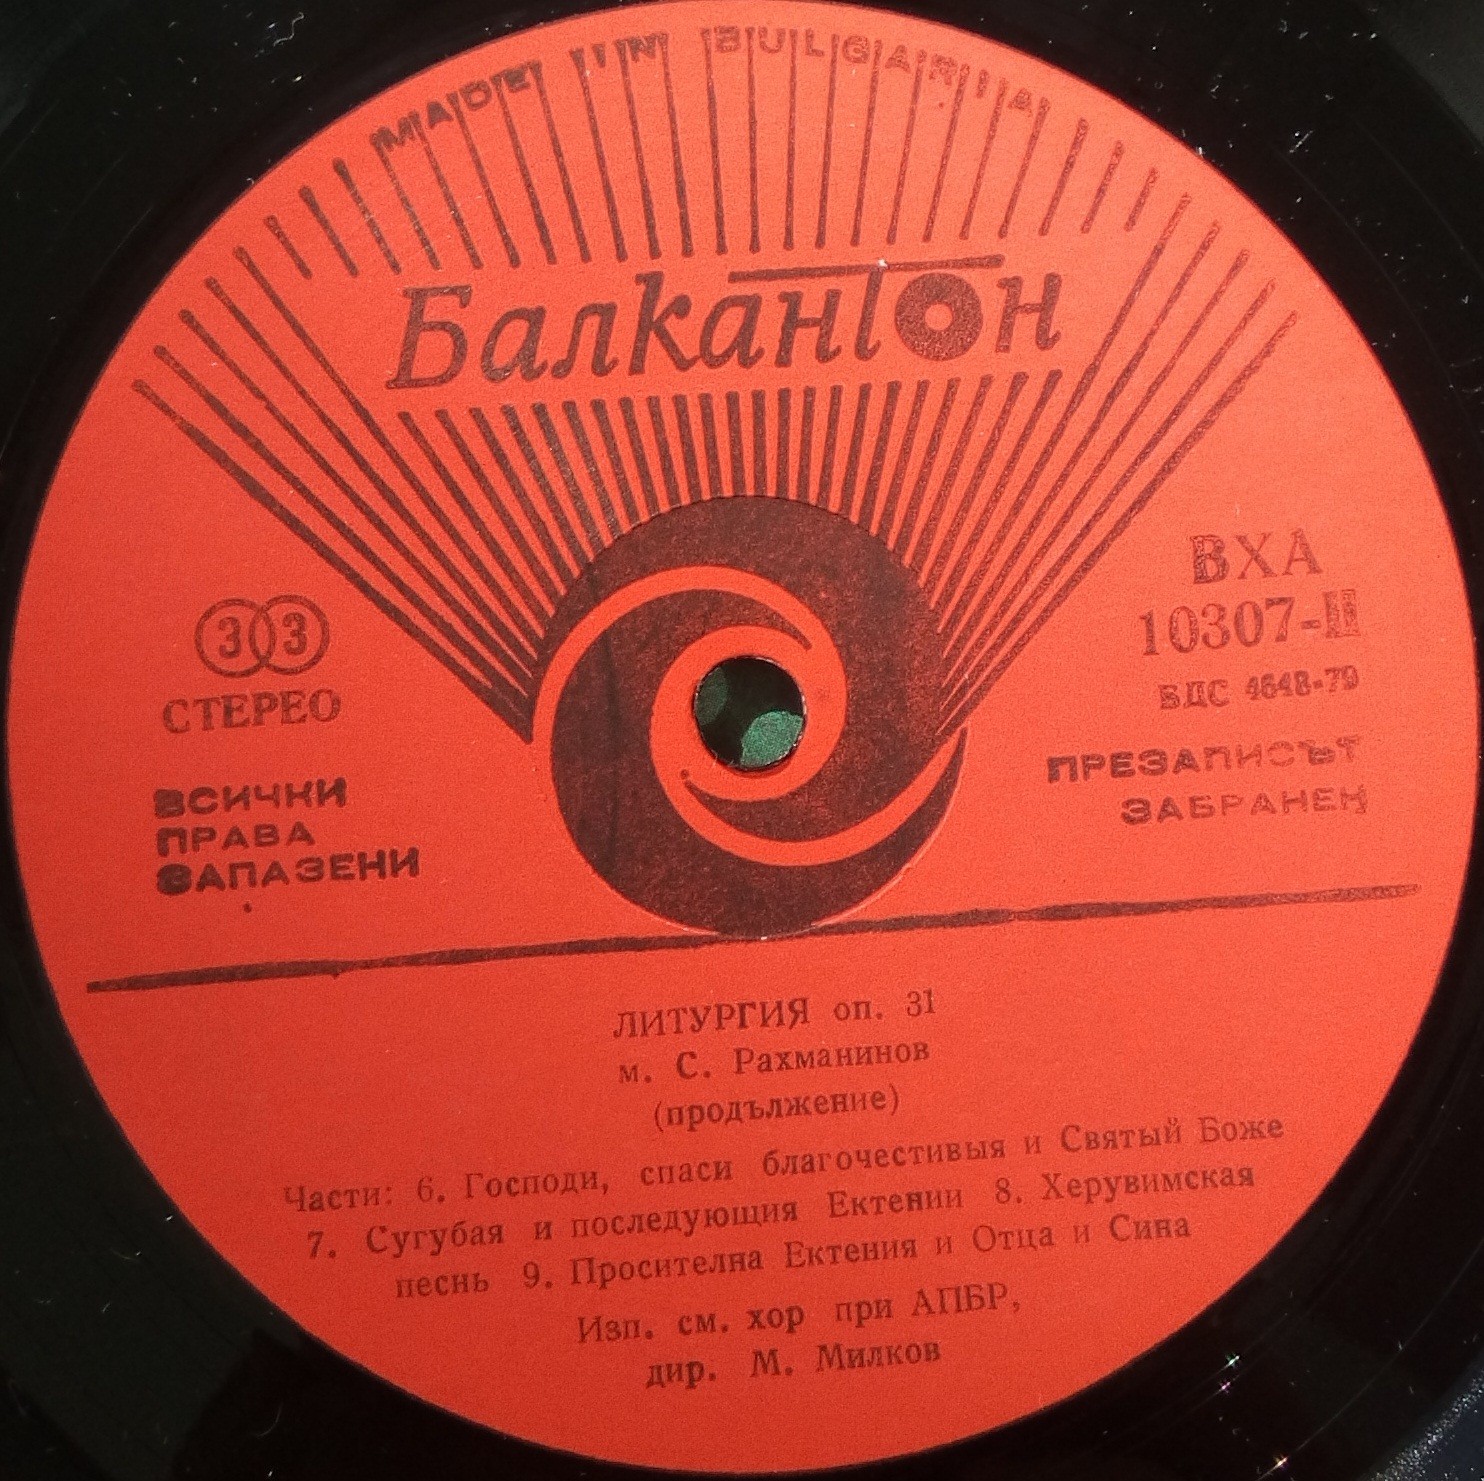 MADE IN BULGARIA
Балкантон
33
СТЕРЕО
ВСИЧКИ
ПРАВА
ЗАПАЗЕНИ
ВХА
10307-II
БДС 4648-79
ПРЕЗАПИСЪТ
ЗАБРАНЕН
ЛИТУРГИЯ оп. 31
м. С. Рахманинов
(продължение)
Части: 6. Господи, спаси благочестивыя и Святый Боже
7. Сугубая и последующия Ектении 8. Херувимская
песнь 9. Просителна Ектения и Отца и Сина
Изп. см. хор при АПБР,
дир. М. Милков